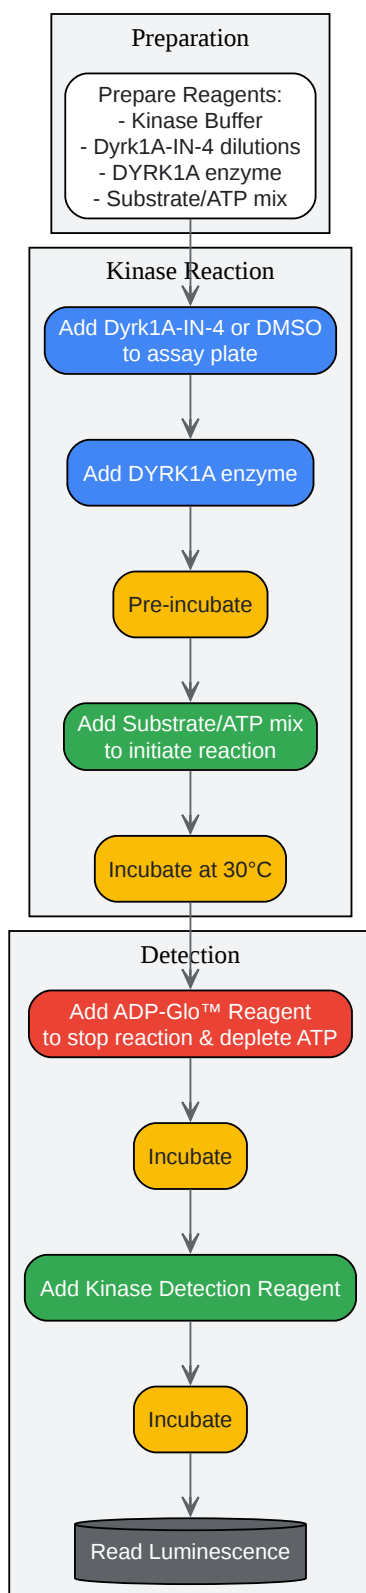 Preparation
Prepare Reagents:
- Kinase Buffer
- Dyrk1A-IN-4 dilutions
- DYRK1A enzyme
- Substrate/ATP mix
Kinase Reaction
Add Dyrk1A-IN-4 or DMSO
to assay plate
Add DYRK1A enzyme
Pre-incubate
Add Substrate/ATP mix
to initiate reaction
Incubate at 30°C
Detection
Add ADP-Glo™ Reagent
to stop reaction & deplete ATP
Incubate
Add Kinase Detection Reagent
Incubate
Read Luminescence